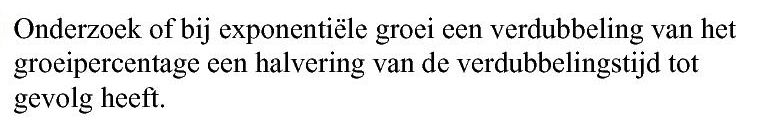 Onderzoek of bij exponentiële groei een verdubbeling van het
groeipercentage een halvering van de verdubbelingstijd tot
gevolg heeft.